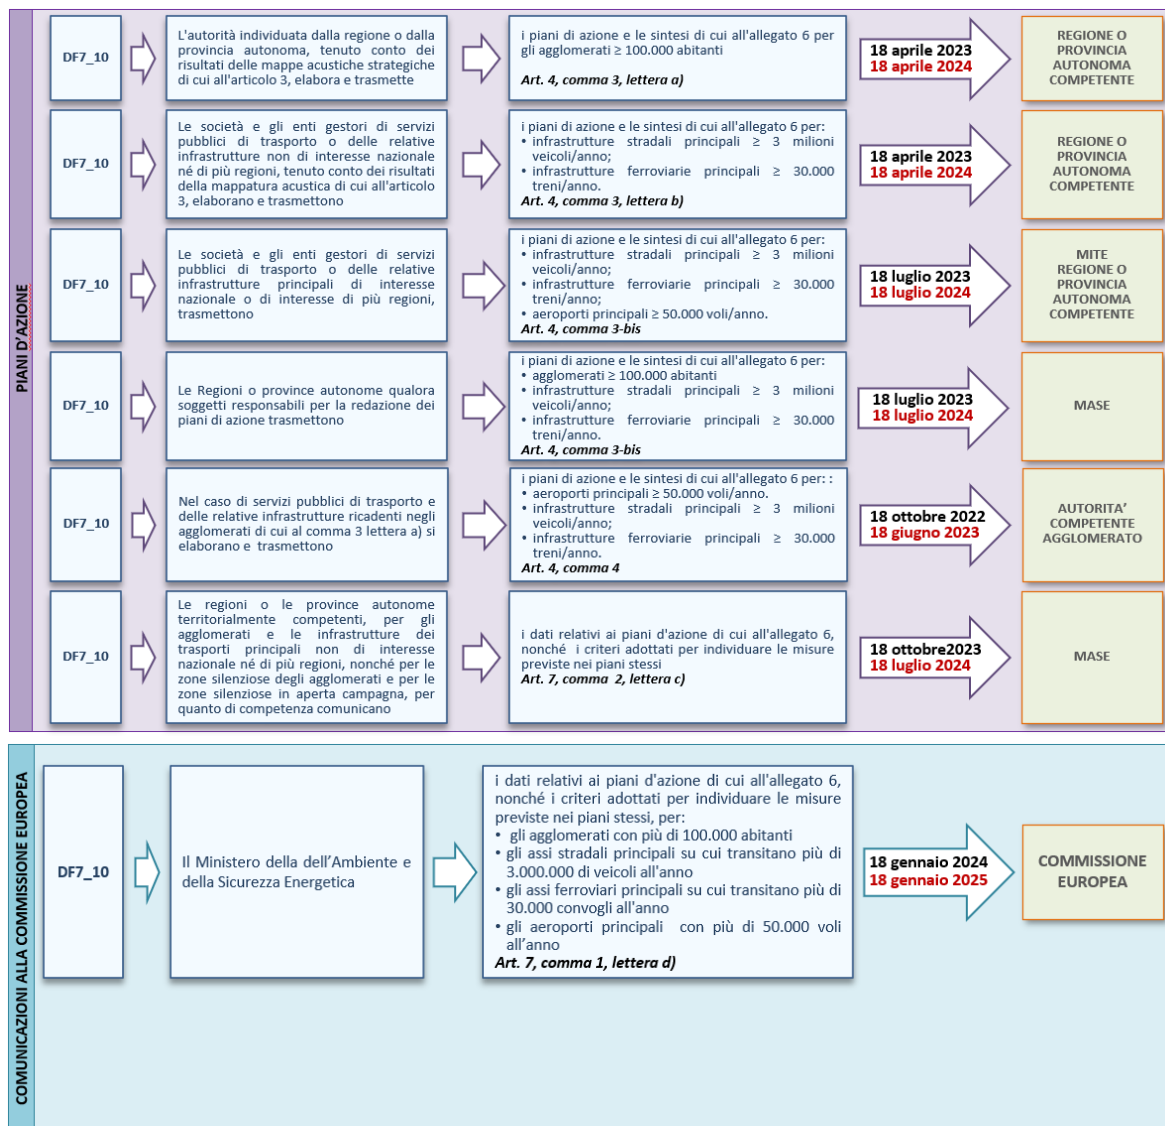 PIANI D'AZIONE
DF7_10
L'autorità individuata dalla regione o dalla
provincia autonoma, tenuto conto dei
risultati delle mappe acustiche strategiche
di cui all'articolo 3, elabora e trasmette
i piani di azione e le sintesi di cui all'allegato 6 per
gli agglomerati ≥ 100.000 abitanti
Art. 4, comma 3, lettera a)
18 aprile 2023
18 aprile 2024
REGIONE O
PROVINCIA
AUTONOMA
COMPETENTE
DF7_10
Le società e gli enti gestori di servizi
pubblici di trasporto o delle relative
infrastrutture non di interesse nazionale
né di più regioni, tenuto conto dei risultati
della mappatura acustica di cui all'articolo
3, elaborano e trasmettono
i piani di azione e le sintesi di cui all'allegato 6 per:
• infrastrutture stradali principali ≥ 3 milioni
veicoli/anno;
• infrastrutture ferroviarie principali ≥ 30.000
treni/anno.
Art. 4, comma 3, lettera b)
18 aprile 2023
18 aprile 2024
REGIONE O
PROVINCIA
AUTONOMA
COMPETENTE
DF7_10
Le società e gli enti gestori di servizi
pubblici di trasporto o delle relative
infrastrutture principali di interesse
nazionale o di interesse di più regioni,
trasmettono
i piani di azione e le sintesi di cui all'allegato 6 per:
• infrastrutture stradali principali ≥ 3 milioni
veicoli/anno;
• infrastrutture ferroviarie principali ≥ 30.000
treni/anno;
• aeroporti principali ≥ 50.000 voli/anno.
Art. 4, comma 3-bis
18 luglio 2023
18 luglio 2024
MITE
REGIONE O
PROVINCIA
AUTONOMA
COMPETENTE
DF7_10
Le Regioni o province autonome qualora
soggetti responsabili per la redazione dei
piani di azione trasmettono
i piani di azione e le sintesi di cui all'allegato 6 per:
• agglomerati ≥ 100.000 abitanti
• infrastrutture stradali principali ≥ 3 milioni
veicoli/anno;
• infrastrutture ferroviarie principali ≥ 30.000
treni/anno.
Art. 4, comma 3-bis
18 luglio 2023
18 luglio 2024
MASE
DF7_10
Nel caso di servizi pubblici di trasporto e
delle relative infrastrutture ricadenti negli
agglomerati di cui al comma 3 lettera a) si
elaborano e trasmettono
i piani di azione e le sintesi di cui all'allegato 6 per: :
• aeroporti principali ≥ 50.000 voli/anno.
• infrastrutture stradali principali ≥ 3 milioni
veicoli/anno;
• infrastrutture ferroviarie principali ≥ 30.000
treni/anno.
Art. 4, comma 4
18 ottobre 2022
18 giugno 2023
AUTORITA'
COMPETENTE
AGGLOMERATO
DF7_10
Le regioni o le province autonome
territorialmente competenti, per gli
agglomerati e le infrastrutture dei
trasporti principali non di interesse
nazionale né di più regioni, nonché per le
zone silenziose degli agglomerati e per le
zone silenziose in aperta campagna, per
quanto di competenza comunicano
i dati relativi ai piani d'azione di cui all'allegato 6,
nonché i criteri adottati per individuare le misure
previste nei piani stessi
Art. 7, comma 2, lettera c)
18 ottobre2023
18 luglio 2024
MASE
COMUNICAZIONI ALLA COMMISSIONE EUROPEA
DF7_10
Il Ministero della dell'Ambiente e
della Sicurezza Energetica
i dati relativi ai piani d'azione di cui all'allegato 6,
nonché i criteri adottati per individuare le misure
previste nei piani stessi, per:
• gli agglomerati con più di 100.000 abitanti
• gli assi stradali principali su cui transitano più di
3.000.000 di veicoli all'anno
• gli assi ferroviari principali su cui transitano più di
30.000 convogli all'anno
• gli aeroporti principali con più di 50.000 voli
all'anno
Art. 7, comma 1, lettera d)
18 gennaio 2024
18 gennaio 2025
COMMISSIONE
EUROPEA